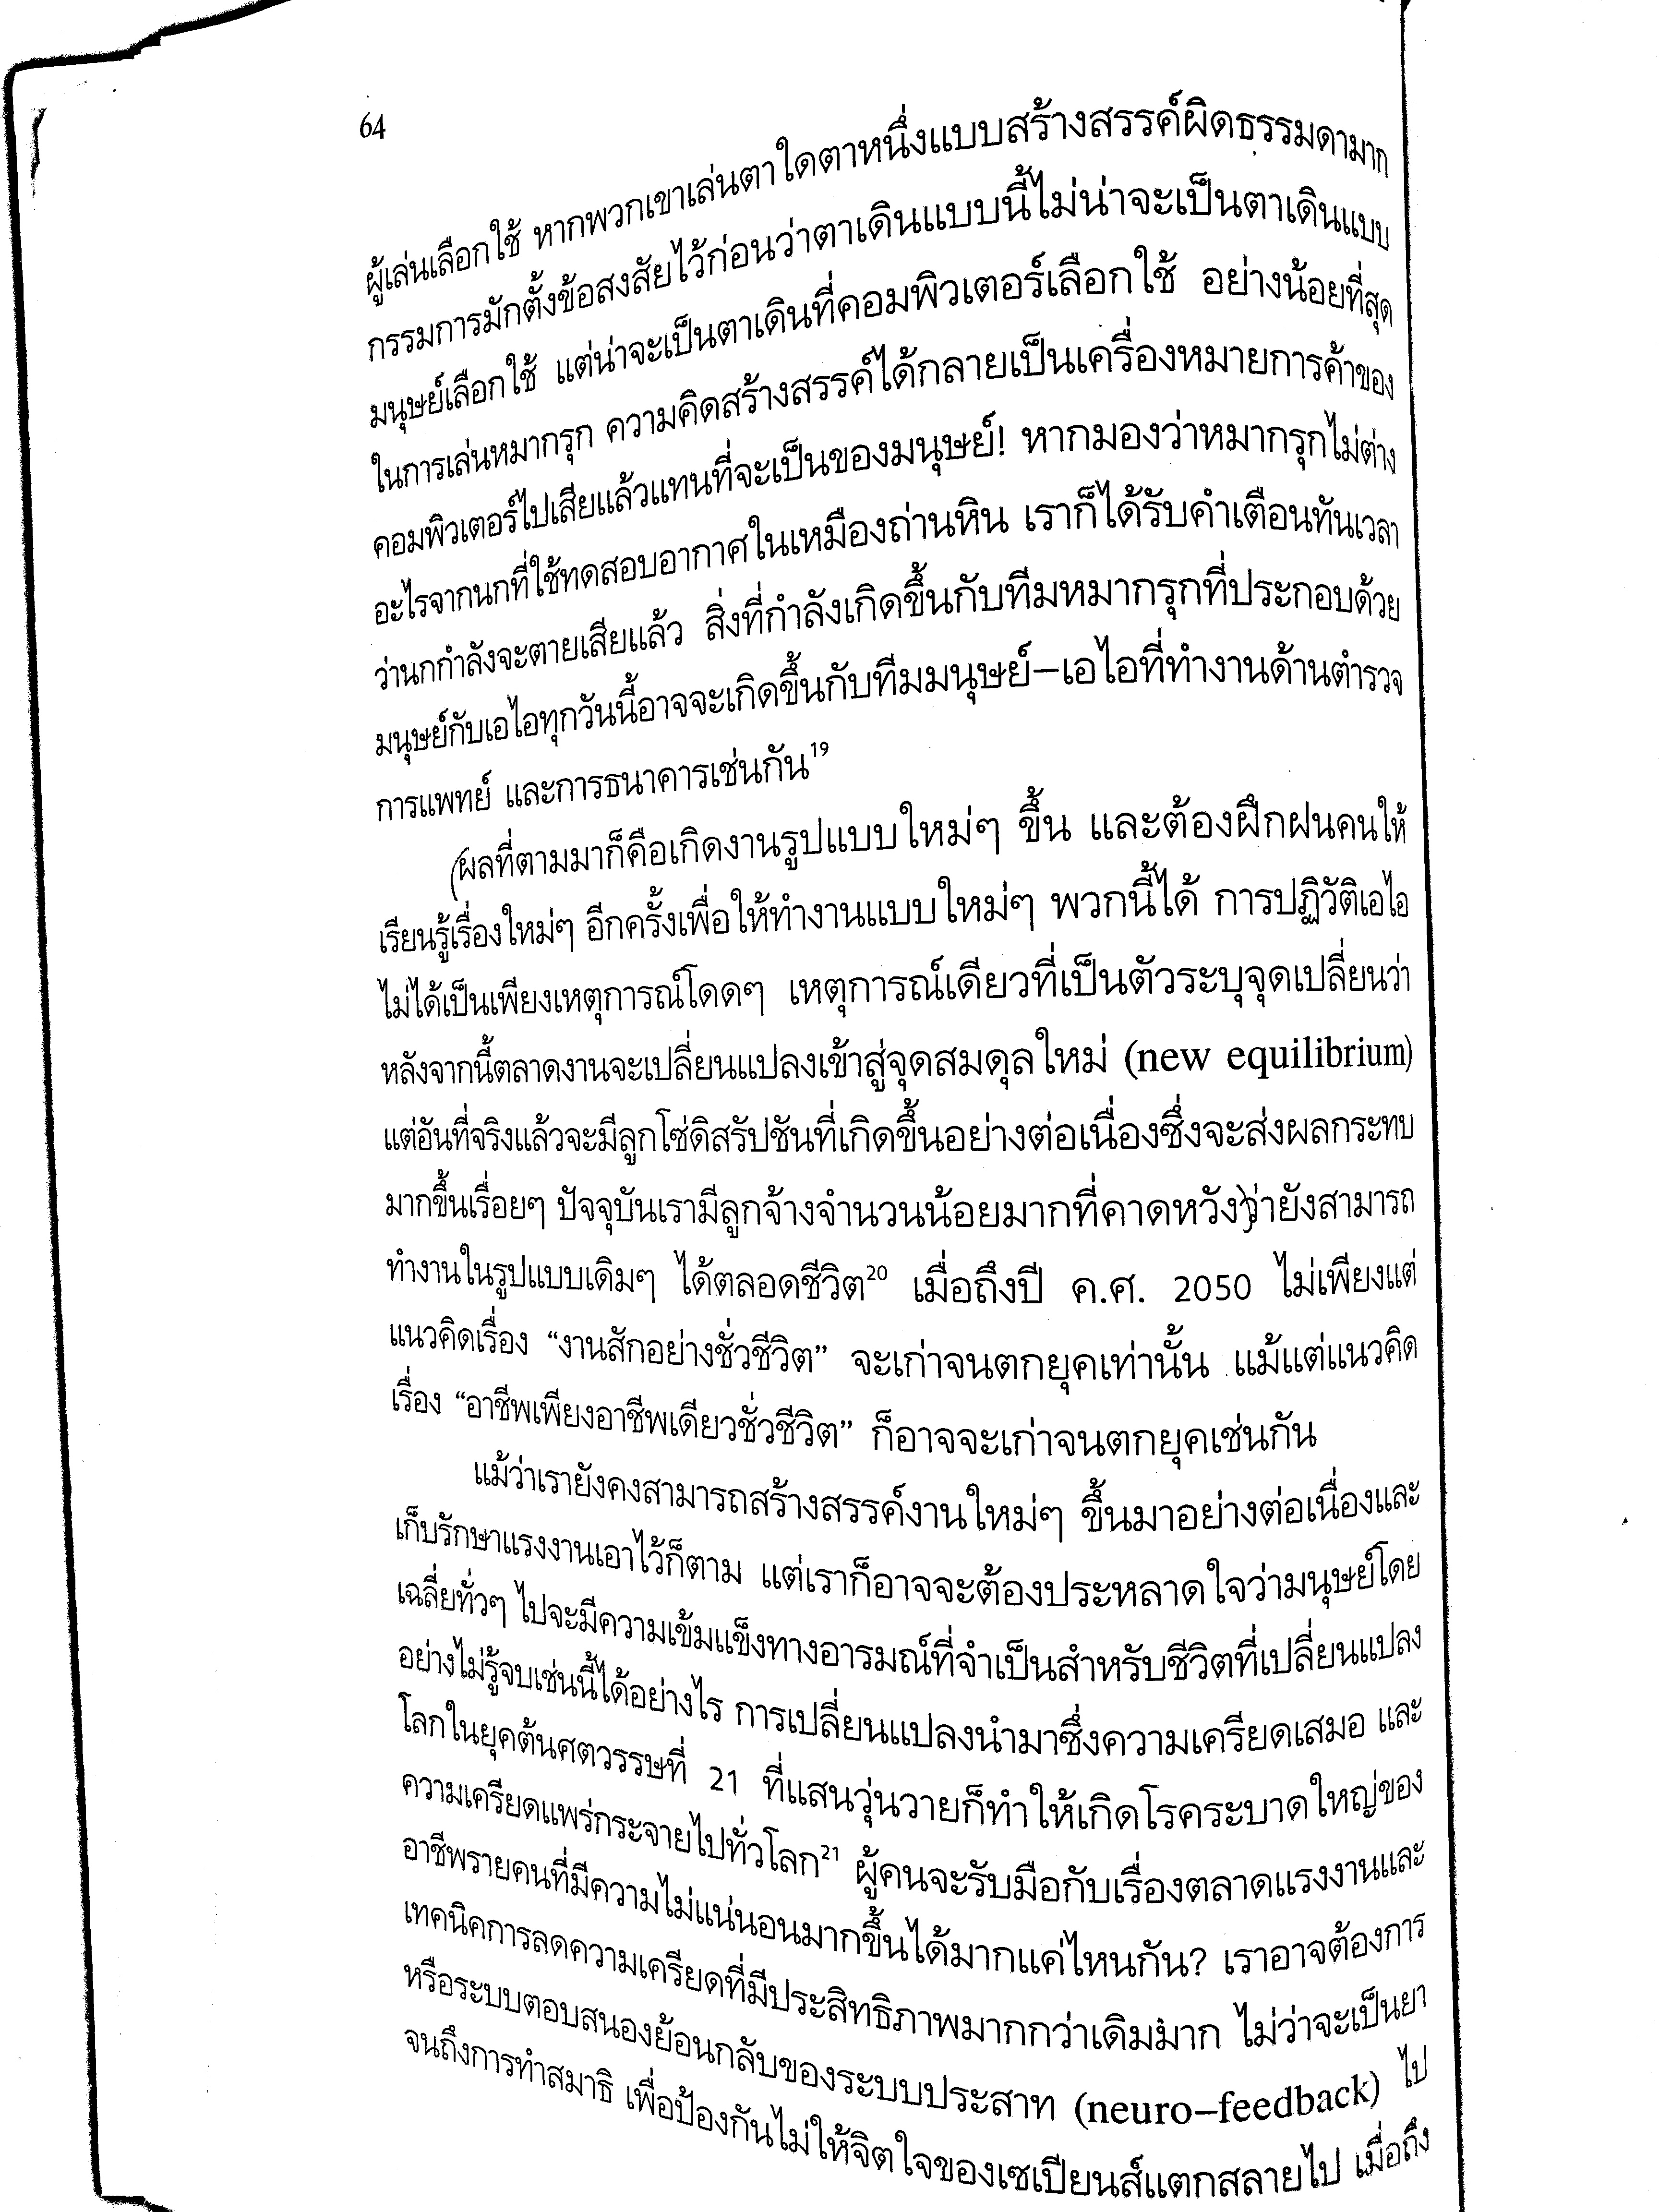 64
ผู้เล่นเลือกใช้ หากพวกเขาเล่นตาใดตาหนึ่งแบบสร้างสรรค์ผิดธรรมดามาก
กรรมการมักตั้งข้อสงสัยไว้ก่อนว่าตาเดินแบบนี้ไม่น่าจะเป็นตาเดินแบบ
มนุษย์เลือกใช้ แต่น่าจะเป็นตาเดินที่คอมพิวเตอร์เลือกใช้ อย่างน้อยที่สุด
ในการเล่นหมากรุก ความคิดสร้างสรรค์ได้กลายเป็นเครื่องหมายการค้าของ
คอมพิวเตอร์ไปเสียแล้วแทนที่จะเป็นของมนุษย์! หากมองว่าหมากรุกไม่ต่าง
อะไรจากนกที่ใช้ทดสอบอากาศในเหมืองถ่านหิน เราก็ได้รับคำเตือนทันเวลา
ว่านกกำลังจะตายเสียแล้ว สิ่งที่กำลังเกิดขึ้นกับทีมหมากรุกที่ประกอบด้วย
มนุษย์กับเอไอทุกวันนี้อาจจะเกิดขึ้นกับทีมมนุษย์–เอไอที่ทำงานด้านตำรวจ
การแพทย์ และการธนาคารเช่นกัน¹⁹
(ผลที่ตามมาก็คือเกิดงานรูปแบบใหม่ๆ ขึ้น และต้องฝึกฝนคนให้
เรียนรู้เรื่องใหม่ๆ อีกครั้งเพื่อให้ทำงานแบบใหม่ๆ พวกนี้ได้ การปฏิวัติเอไอ
ไม่ได้เป็นเพียงเหตุการณ์โดดๆ เหตุการณ์เดียวที่เป็นตัวระบุจุดเปลี่ยนว่า
หลังจากนี้ตลาดงานจะเปลี่ยนแปลงเข้าสู่จุดสมดุลใหม่ (new equilibrium)
แต่อันที่จริงแล้วจะมีลูกโซ่ดิสรัปชันที่เกิดขึ้นอย่างต่อเนื่องซึ่งจะส่งผลกระทบ
มากขึ้นเรื่อยๆ ปัจจุบันเรามีลูกจ้างจำนวนน้อยมากที่คาดหวัง)ว่ายังสามารถ
ทำงานในรูปแบบเดิมๆ ได้ตลอดชีวิต²⁰ เมื่อถึงปี ค.ศ. 2050 ไม่เพียงแต่
แนวคิดเรื่อง “งานสักอย่างชั่วชีวิต” จะเก่าจนตกยุคเท่านั้น แม้แต่แนวคิด
เรื่อง “อาชีพเพียงอาชีพเดียวชั่วชีวิต” ก็อาจจะเก่าจนตกยุคเช่นกัน
แม้ว่าเรายังคงสามารถสร้างสรรค์งานใหม่ๆ ขึ้นมาอย่างต่อเนื่องและ
เก็บรักษาแรงงานเอาไว้ก็ตาม แต่เราก็อาจจะต้องประหลาดใจว่ามนุษย์โดย
เฉลี่ยทั่วๆ ไปจะมีความเข้มแข็งทางอารมณ์ที่จำเป็นสำหรับชีวิตที่เปลี่ยนแปลง
อย่างไม่รู้จบเช่นนี้ได้อย่างไร การเปลี่ยนแปลงนำมาซึ่งความเครียดเสมอ และ
โลกในยุคต้นศตวรรษที่ 21 ที่แสนวุ่นวายก็ทำให้เกิดโรคระบาดใหญ่ของ
ความเครียดแพร่กระจายไปทั่วโลก²¹ ผู้คนจะรับมือกับเรื่องตลาดแรงงานและ
อาชีพรายคนที่มีความไม่แน่นอนมากขึ้นได้มากแค่ไหนกัน? เราอาจต้องการ
เทคนิคการลดความเครียดที่มีประสิทธิภาพมากกว่าเดิมมาก ไม่ว่าจะเป็นยา
หรือระบบตอบสนองย้อนกลับของระบบประสาท (neuro–feedback) ไป
จนถึงการทำสมาธิ เพื่อป้องกันไม่ให้จิตใจของเซเปียนส์แตกสลายไป เมื่อถึง